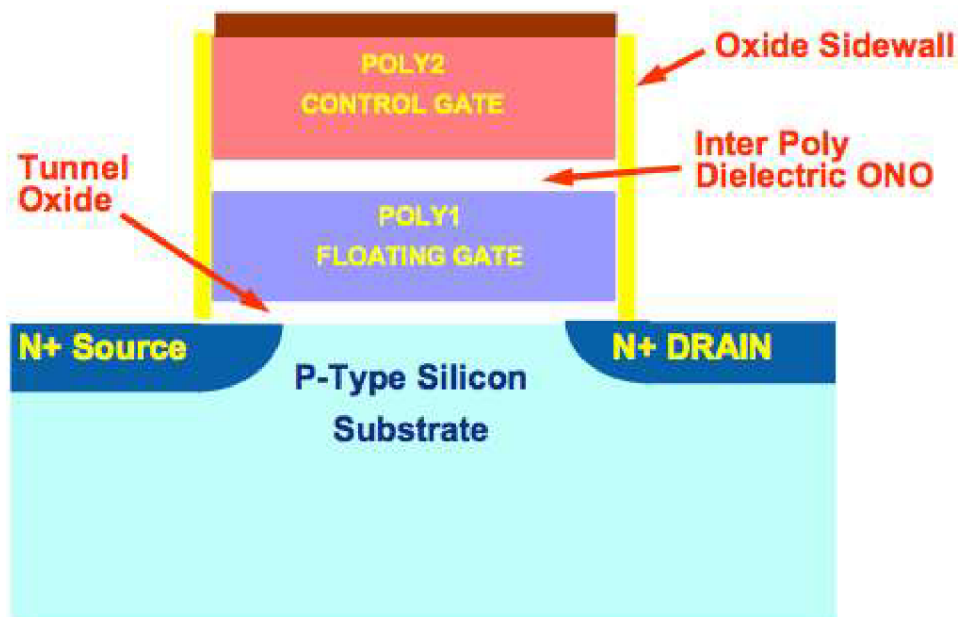 POLY2
CONTROL GATE
Oxide Sidewall
Inter Poly
Dielectric ONO
Tunnel
Oxide
POLY1
FLOATING GATE
N+ Source
N+ DRAIN
P-Type Silicon
Substrate